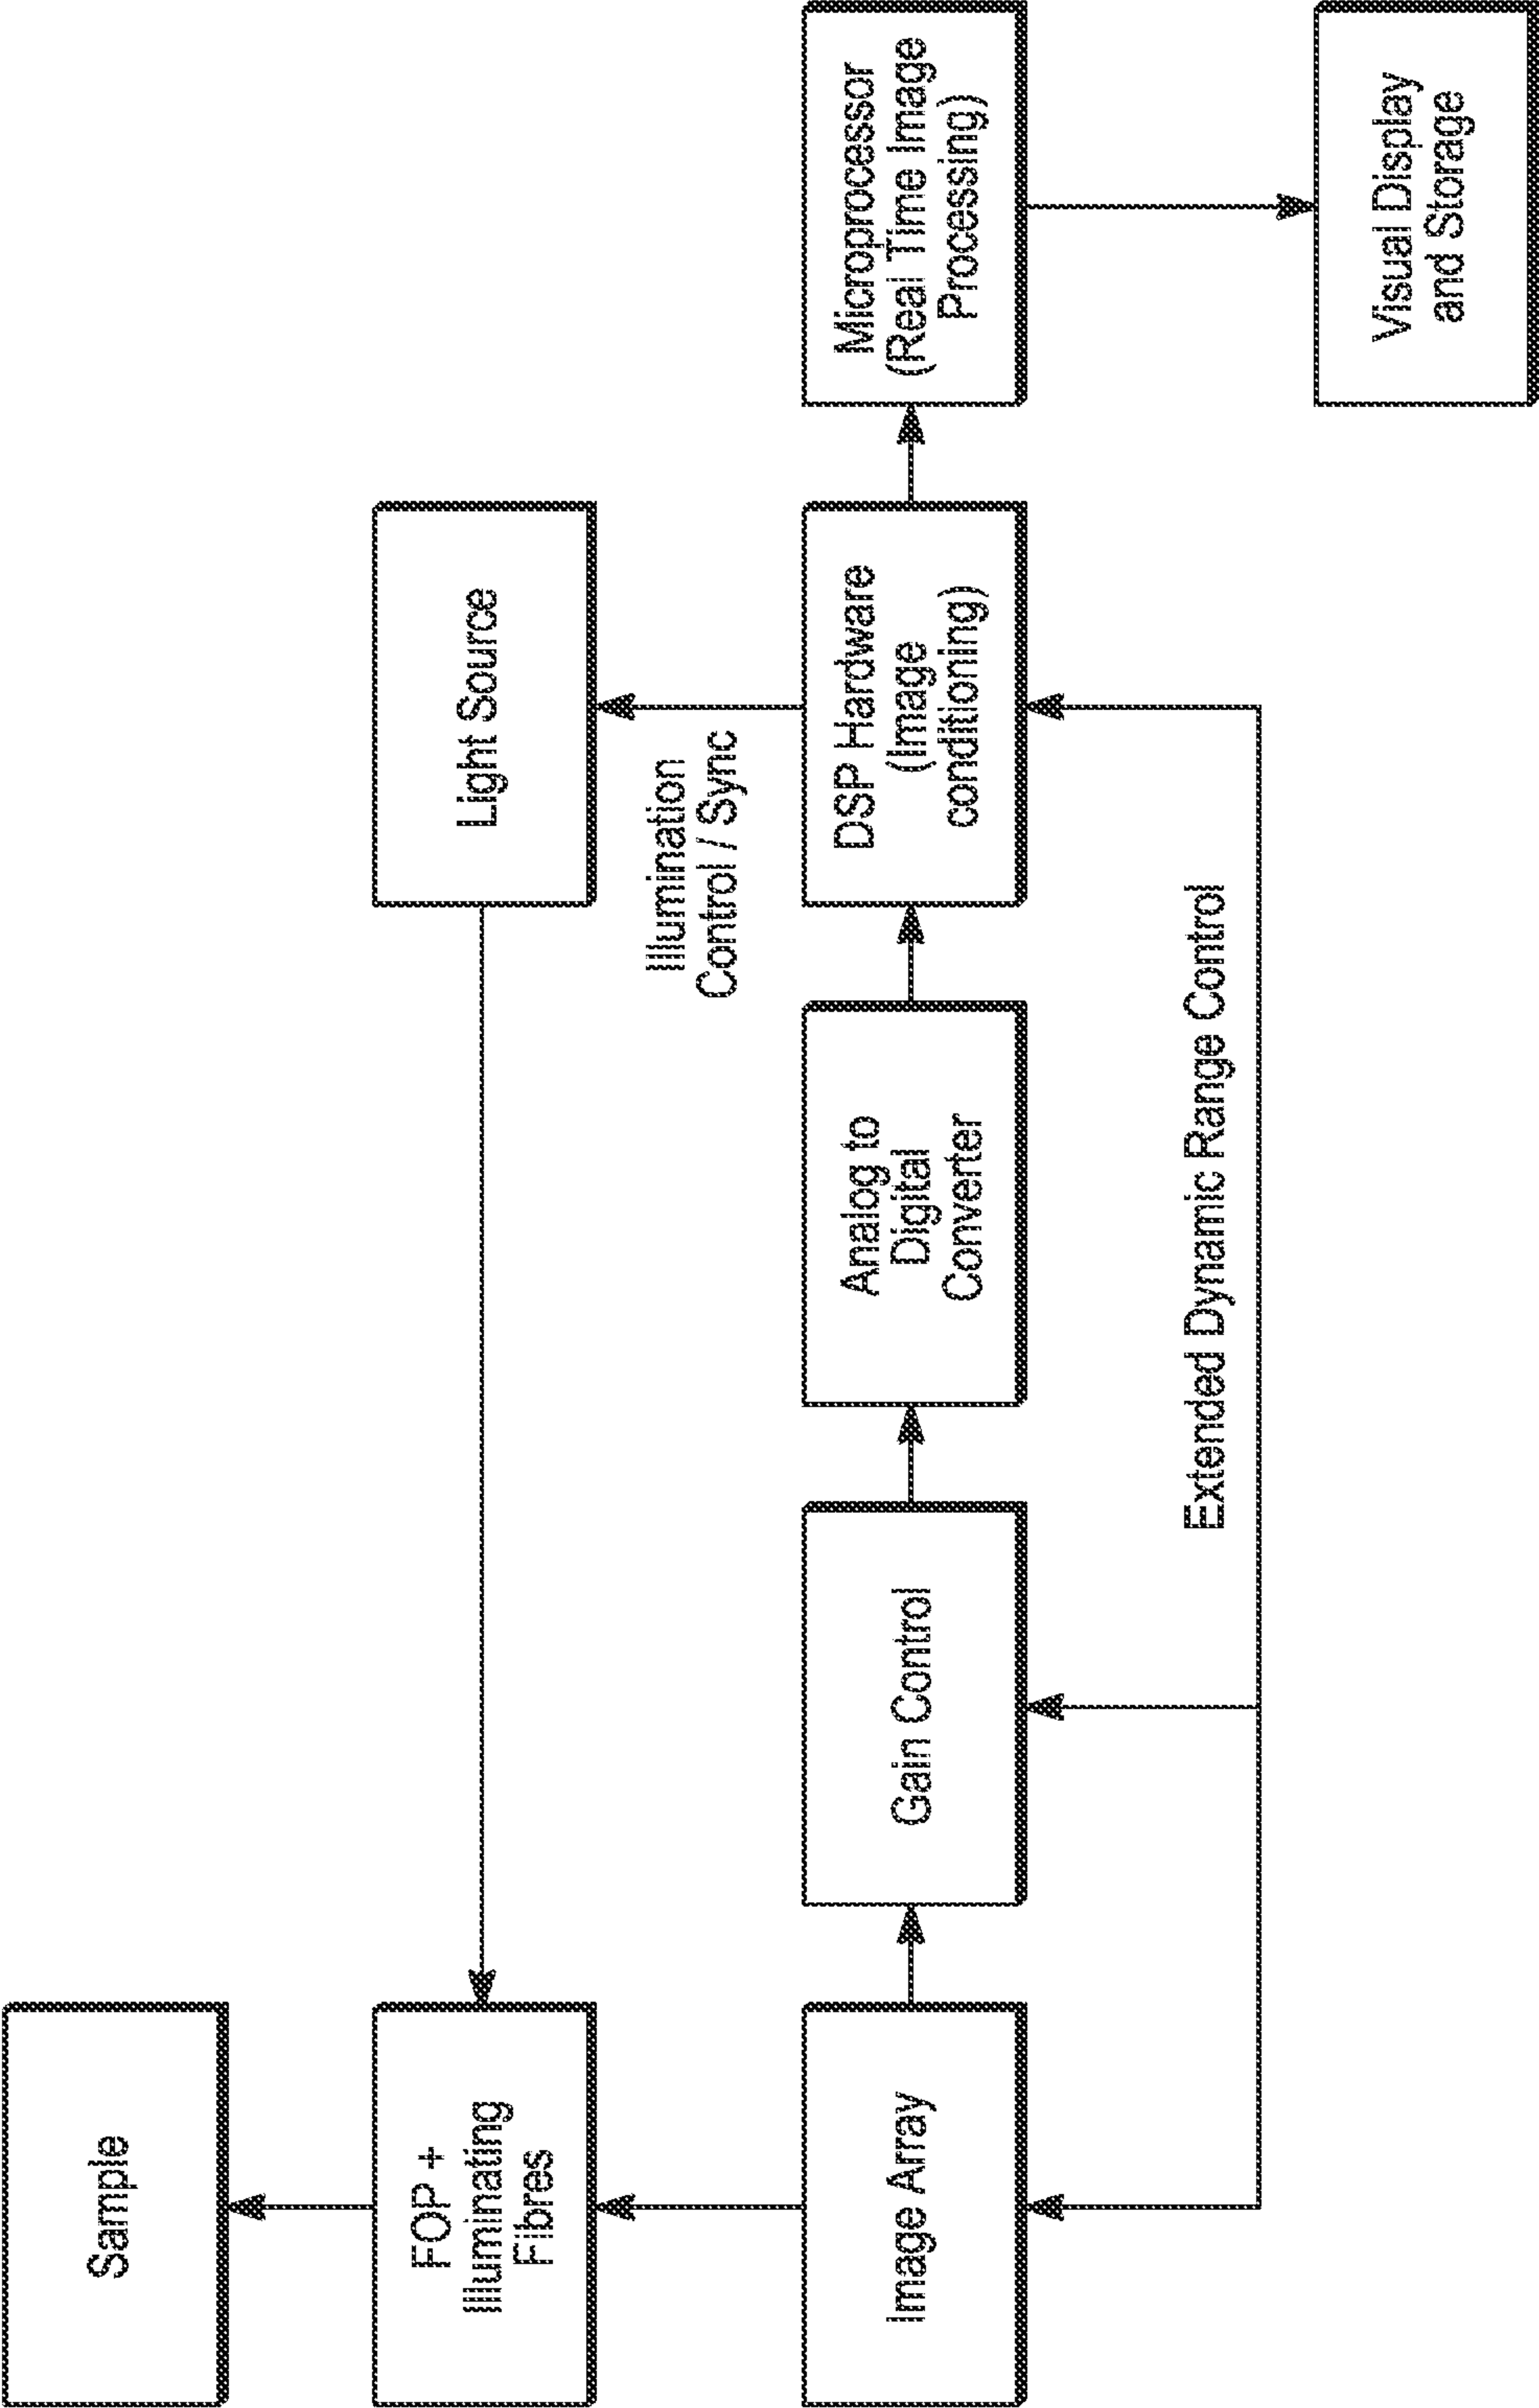 Sample
FOP +
Illuminating
Fibres
Light Source
Illumination
Control / Sync
Image Array
Gain Control
Analog to
Digital
Converter
DSP Hardware
(Image
conditioning)
Microprocessor
(Real Time Image
Processing)
Extended Dynamic Range Control
Visual Display
and Storage